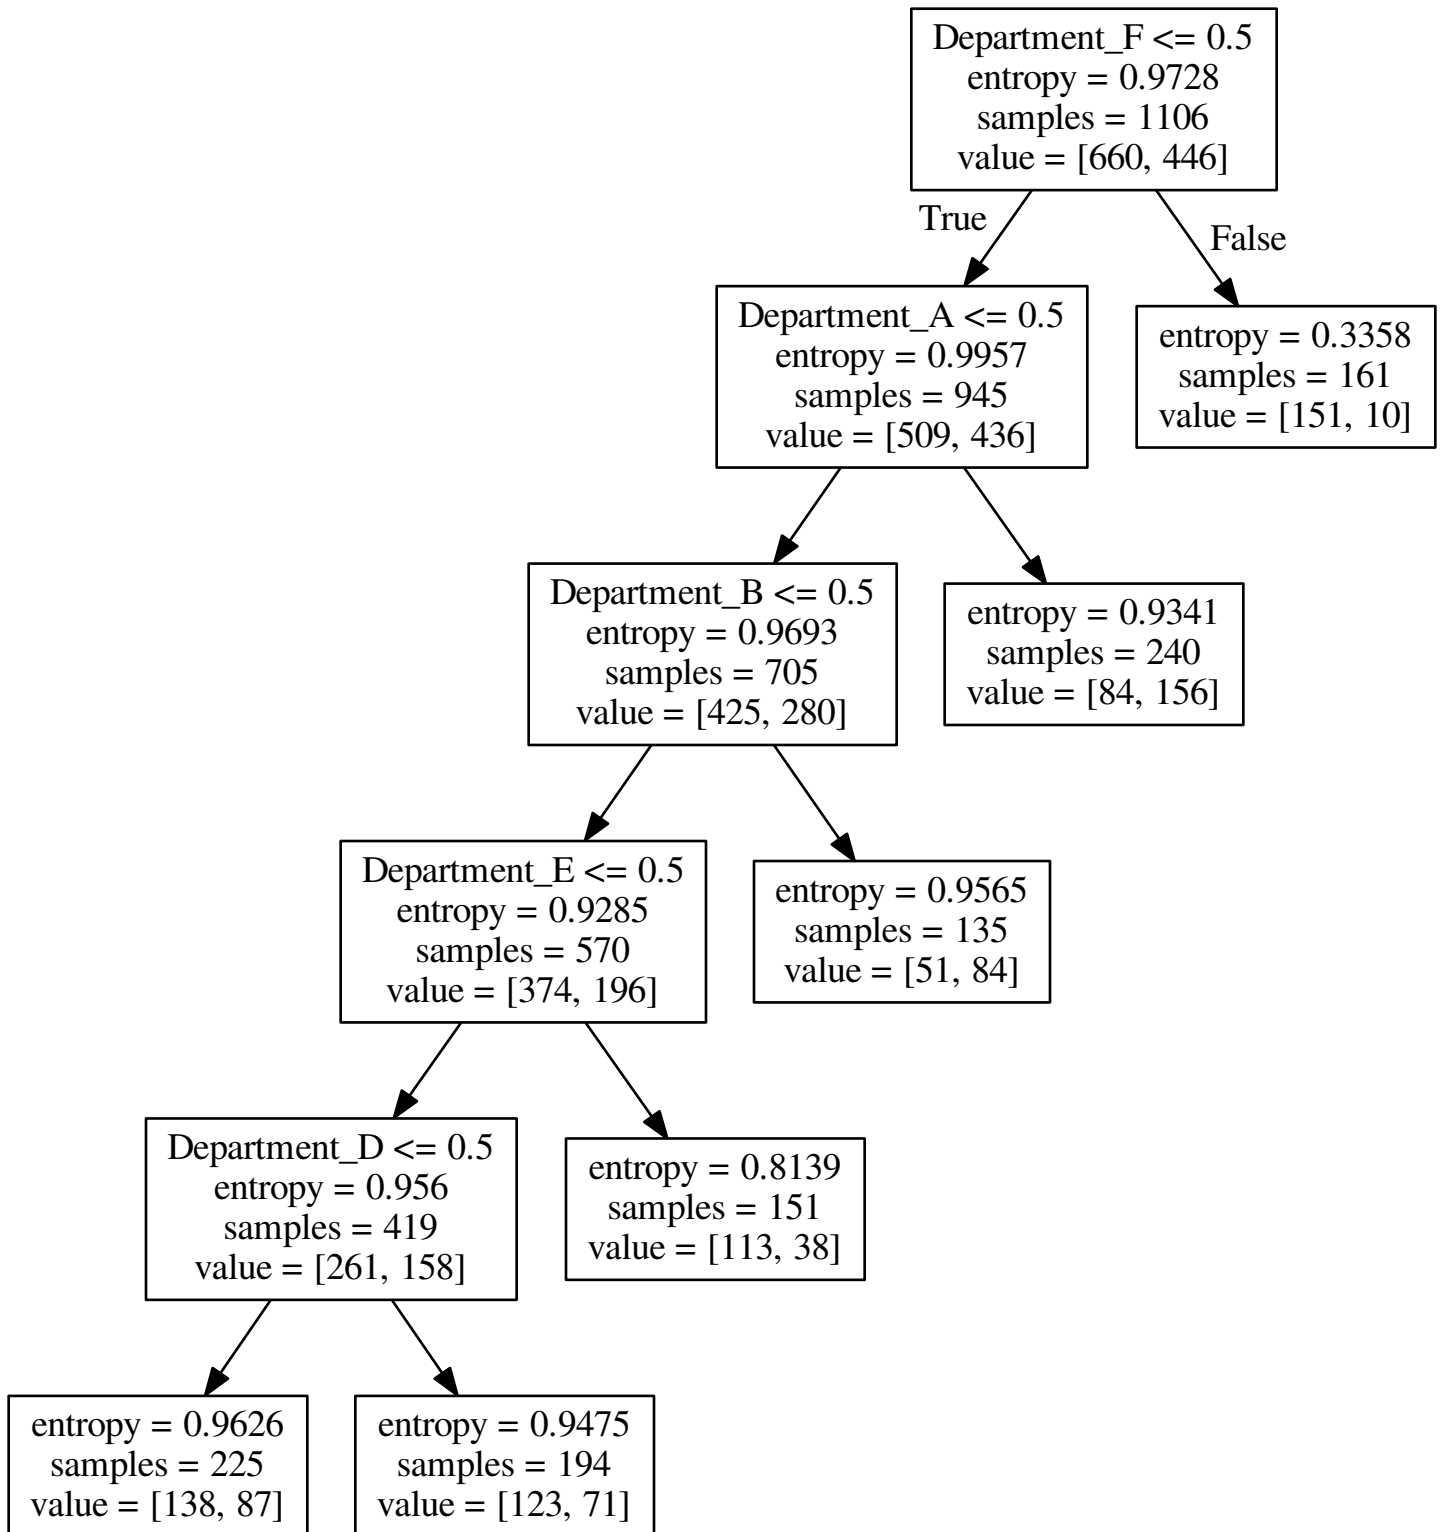 Department_F <= 0.5
entropy = 0.9728
samples = 1106
value = [660, 446]
True
False
Department_A <= 0.5
entropy = 0.9957
samples = 945
value = [509, 436]
entropy = 0.3358
samples = 161
value = [151, 10]
Department_B <= 0.5
entropy = 0.9693
samples = 705
value = [425, 280]
entropy = 0.9341
samples = 240
value = [84, 156]
Department_E <= 0.5
entropy = 0.9285
samples = 570
value = [374, 196]
entropy = 0.9565
samples = 135
value = [51, 84]
Department_D <= 0.5
entropy = 0.956
samples = 419
value = [261, 158]
entropy = 0.8139
samples = 151
value = [113, 38]
entropy = 0.9626
samples = 225
value = [138, 87]
entropy = 0.9475
samples = 194
value = [123, 71]